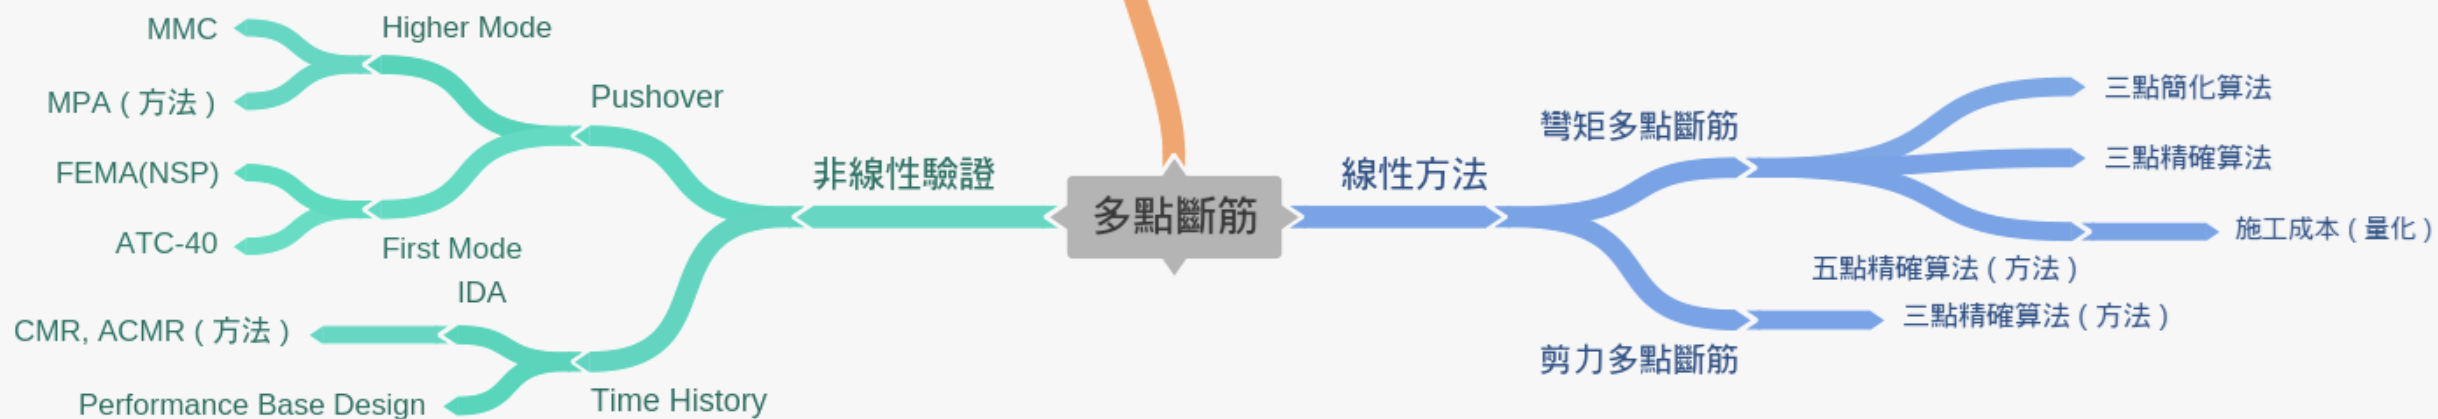 MMC
Higher Mode
MPA ( 方法 )
Pushover
FEMA(NSP)
ATC-40
First Mode
非線性驗證
IDA
CMR, ACMR ( 方法 )
Performance Base Design
Time History
多點斷筋
線性方法
彎矩多點斷筋
三點簡化算法
三點精確算法
施工成本 ( 量化 )
五點精確算法 ( 方法 )
三點精確算法 ( 方法 )
剪力多點斷筋